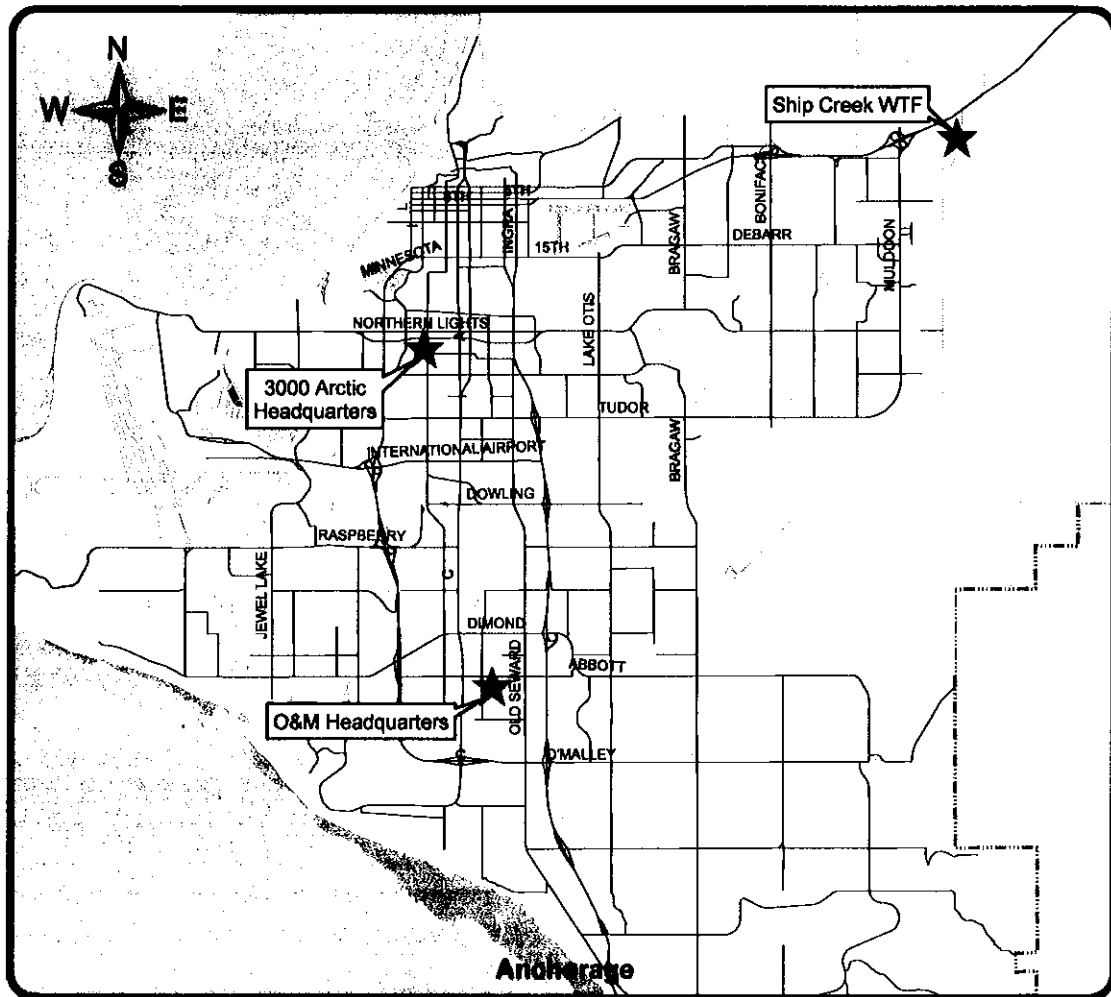 N
W E
S
Ship Creek WTF
5TH
6TH
INGRA
15TH
MINNESOTA
BRAGAW
BONIFACE
DEBARR
MULDOON
NORTHERN LIGHTS
A
LAKE OTIS
3000 Arctic
Headquarters
TUDOR
INTERNATIONAL AIRPORT
BRAGAW
DOWLING
RASPBERRY
JEWEL LAKE
C
DIMOND
ABBOTT
OLD SEWARD
O&M Headquarters
C
O'MALLEY
Anchorage